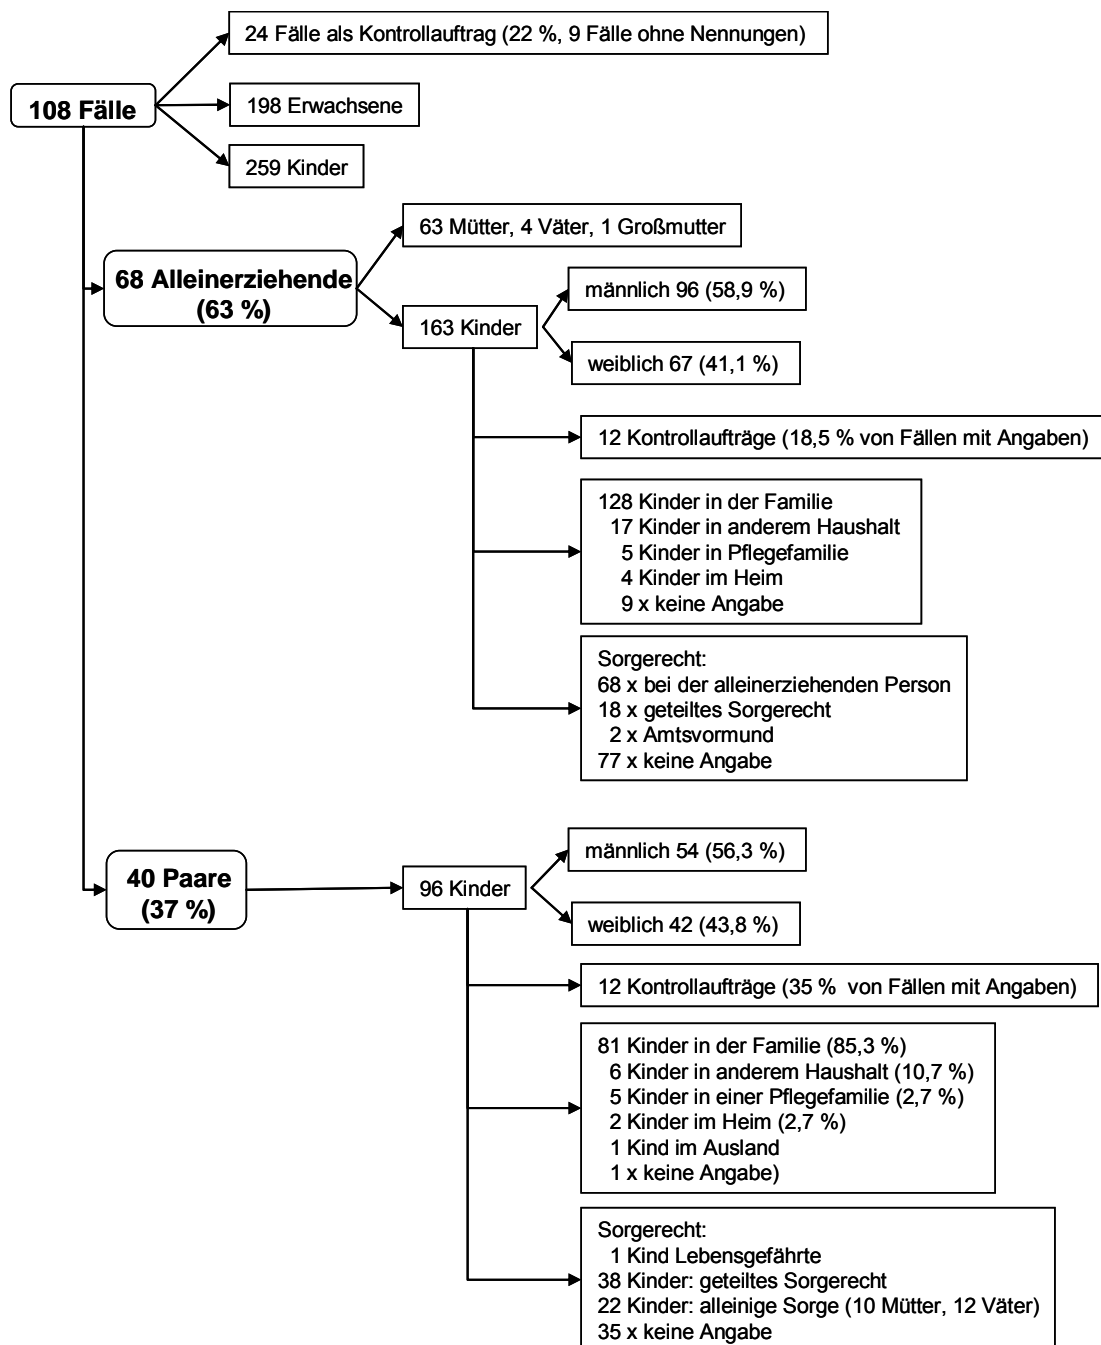 24 Fälle als Kontrollauftrag (22 %, 9 Fälle ohne Nennungen)
108 Fälle
198 Erwachsene
259 Kinder
63 Mütter, 4 Väter, 1 Großmutter
68 Alleinerziehende
(63 %)
männlich 96 (58,9 %)
163 Kinder
weiblich 67 (41,1 %)
12 Kontrollaufträge (18,5 % von Fällen mit Angaben)
128 Kinder in der Familie
17 Kinder in anderem Haushalt
5 Kinder in Pflegefamilie
4 Kinder im Heim
9 x keine Angabe
Sorgerecht:
68 x bei der alleinerziehenden Person
18 x geteiltes Sorgerecht
2 x Amtsvormund
77 x keine Angabe
männlich 54 (56,3 %)
40 Paare
(37 %)
96 Kinder
weiblich 42 (43,8 %)
12 Kontrollaufträge (35 % von Fällen mit Angaben)
81 Kinder in der Familie (85,3 %)
6 Kinder in anderem Haushalt (10,7 %)
5 Kinder in einer Pflegefamilie (2,7 %)
2 Kinder im Heim (2,7 %)
1 Kind im Ausland
1 x keine Angabe)
Sorgerecht:
1 Kind Lebensgefährte
38 Kinder: geteiltes Sorgerecht
22 Kinder: alleinige Sorge (10 Mütter, 12 Väter)
35 x keine Angabe